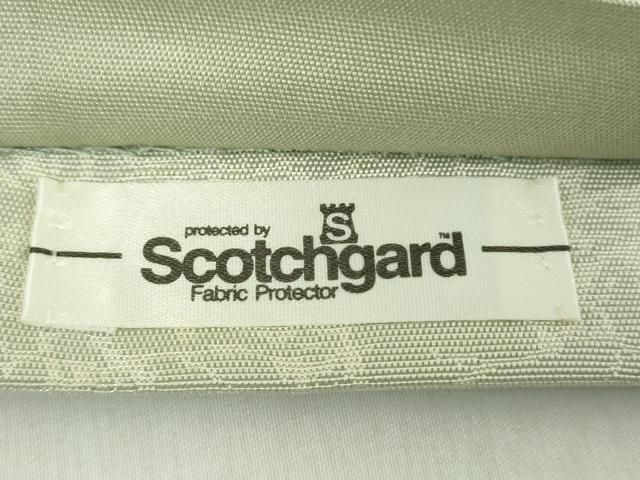 protected by
S
Scotchgard™
Fabric Protector